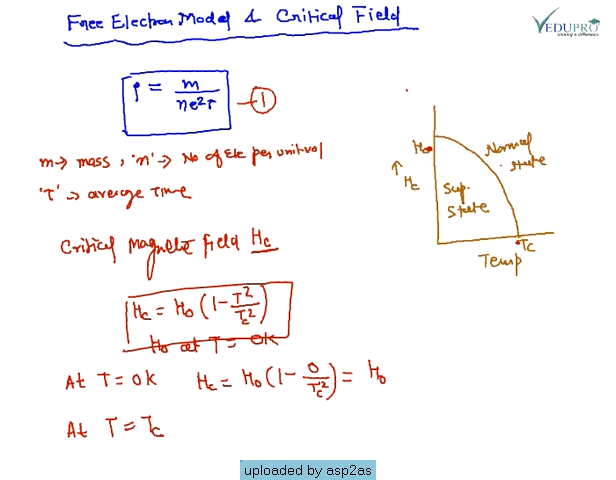 Free Electron Model & Critical Field
VEDUPRO
ρ = m/ne²τ —①
m→ mass, 'n'→ No of Ele per unit vol
'τ' → average Time
Critical Magnetic field Hc
Hc = H₀ (1 - T²/Tc²)
H₀ at T = 0K
At T = 0K Hc = H₀ (1 - 0/Tc²) = H₀
At T = Tc
H₀
↑ Hc
Normal state
Sup. State
Tc
Temp
uploaded by asp2as